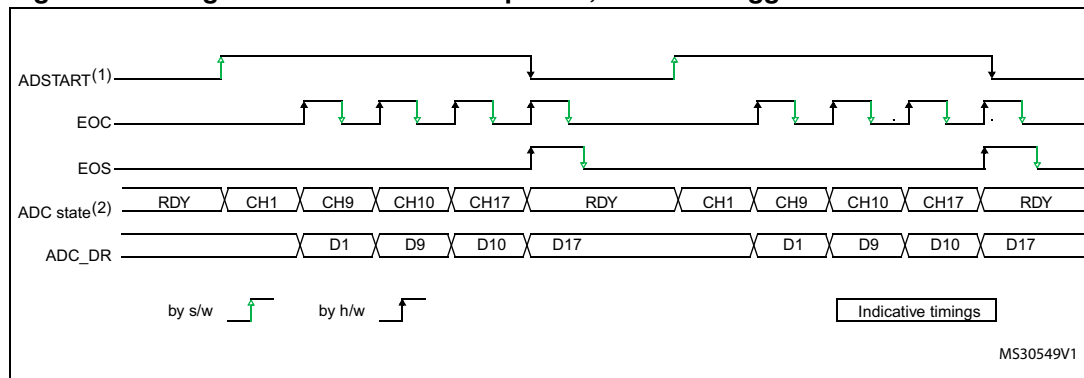 ADSTART(1)
EOC
EOS
ADC state(2) RDY CH1 CH9 CH10 CH17 RDY CH1 CH9 CH10 CH17 RDY
ADC_DR D1 D9 D10 D17 D1 D9 D10 D17
by s/w by h/w Indicative timings
MS30549V1